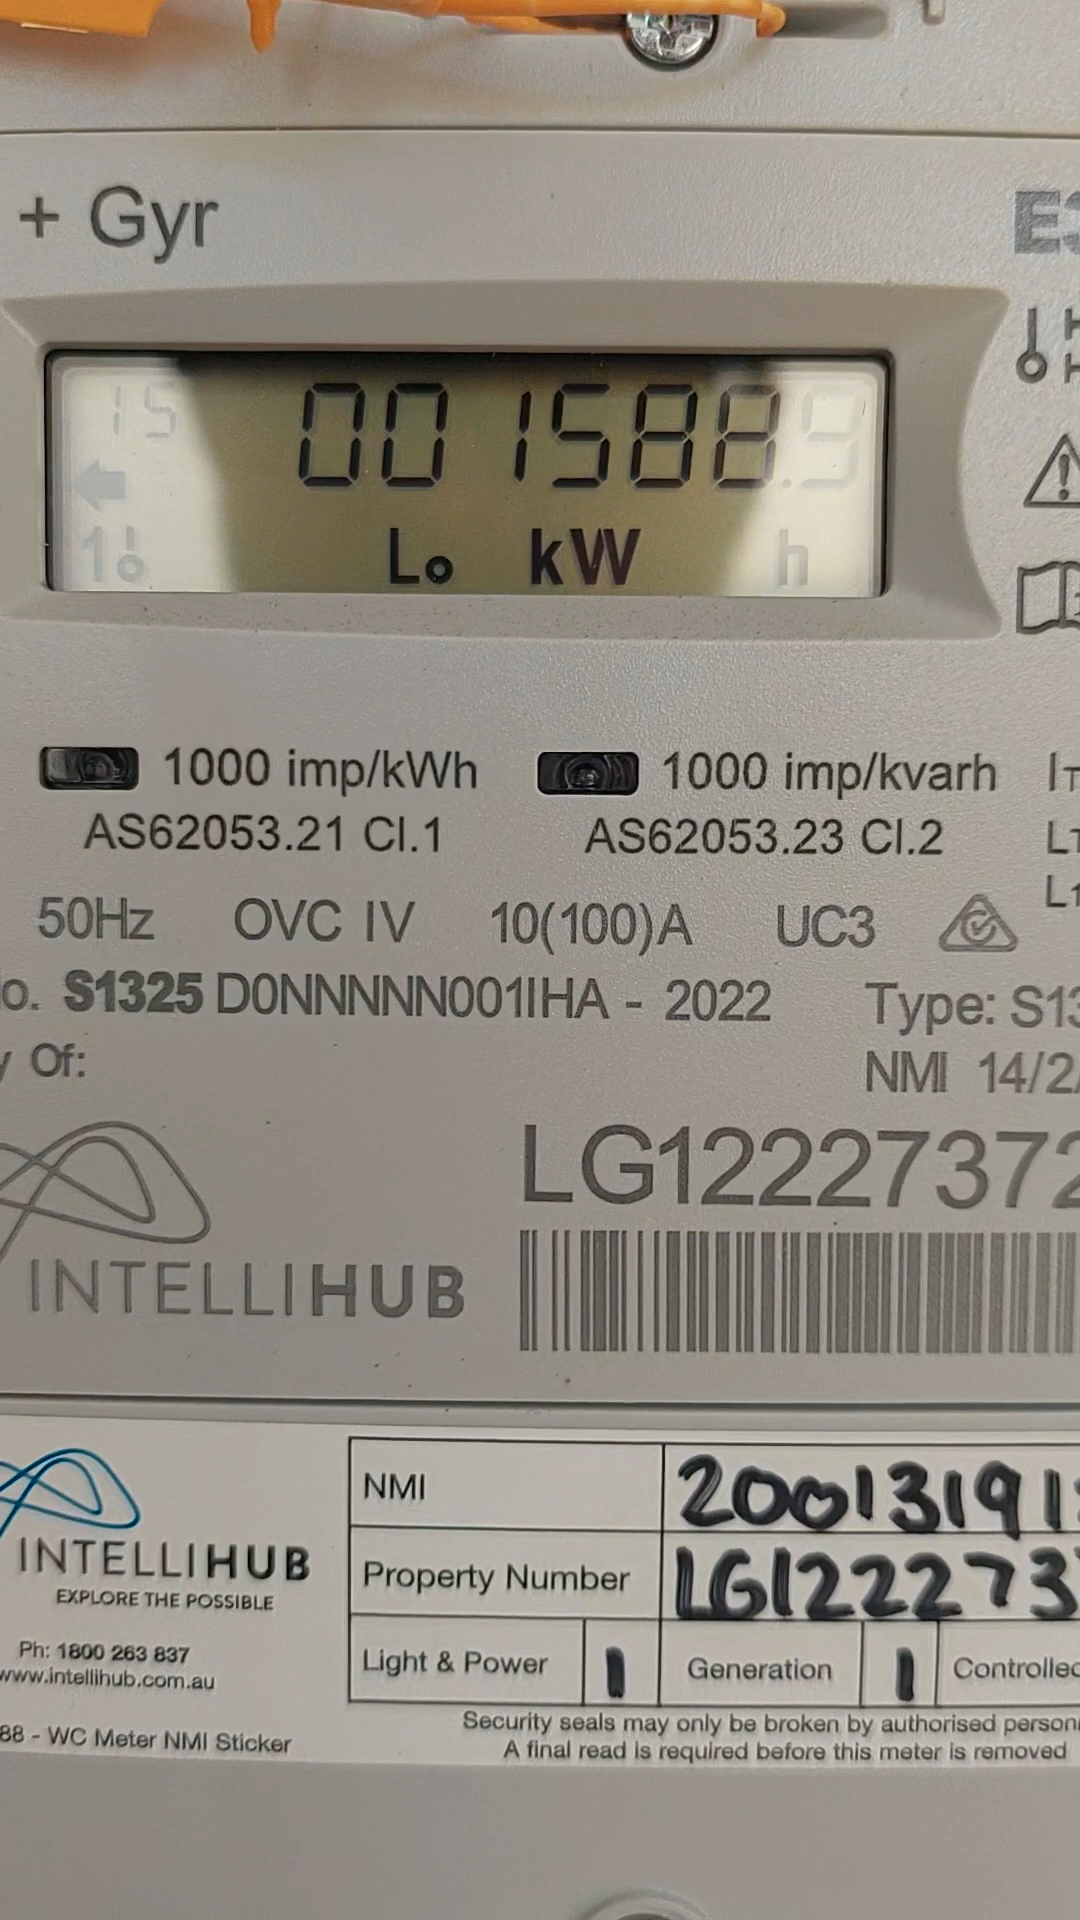 + Gyr
E3
15 001588.9
1 Lo kW h
1000 imp/kWh 1000 imp/kvarh
AS62053.21 Cl.1 AS62053.23 Cl.2
50Hz OVC IV 10(100)A UC3
o. S1325 D0NNNNN001IHA - 2022 Type: S13
y Of: NMI 14/2/
LG12227372
INTELLIHUB
NMI 20013191
INTELLIHUB
EXPLORE THE POSSIBLE
Property Number LG1222737
Ph: 1800 263 837
www.intellihub.com.au
Light & Power 1 Generation 1 Controlled
88 - WC Meter NMI Sticker
Security seals may only be broken by authorised person
A final read is required before this meter is removed